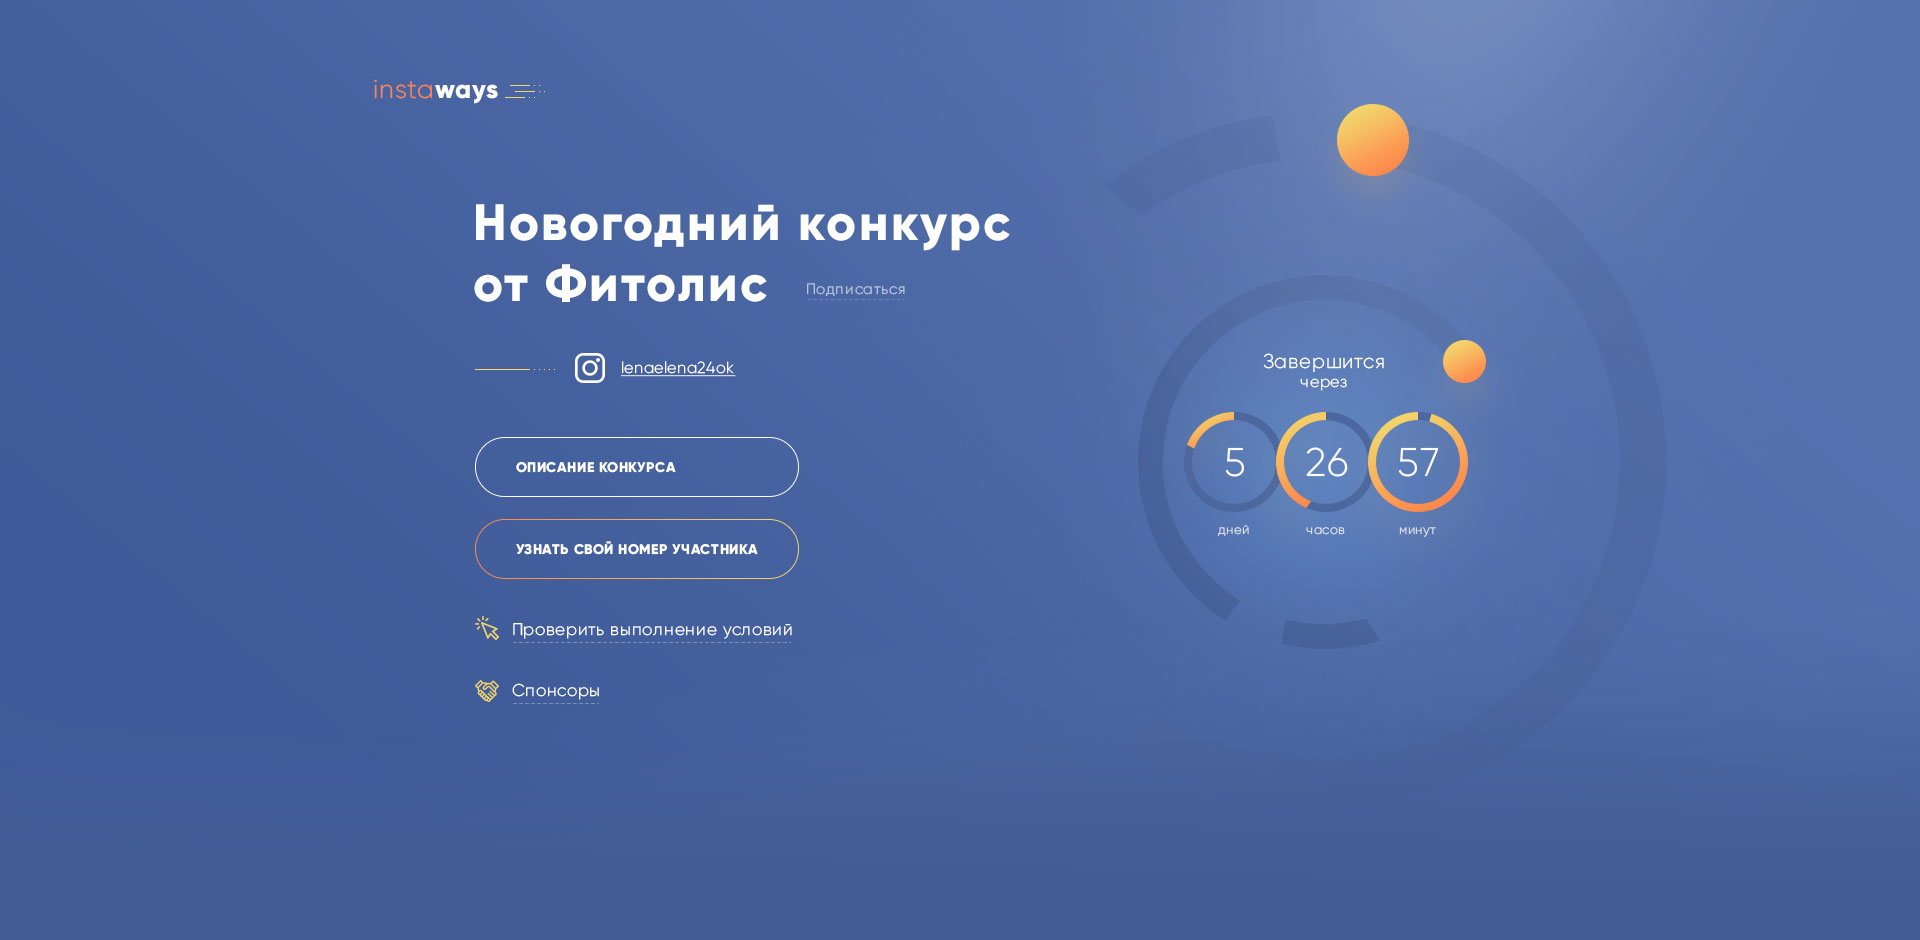 instaways
Новогодний конкурс
от Фитолис
Подписаться
lenaelena24ok
ОПИСАНИЕ КОНКУРСА
УЗНАТЬ СВОЙ НОМЕР УЧАСТНИКА
Проверить выполнение условий
Спонсоры
Завершится
через
5 26 57
дней часов минут